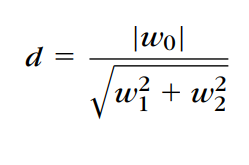 d = |w₀| / √(w₁² + w₂²)